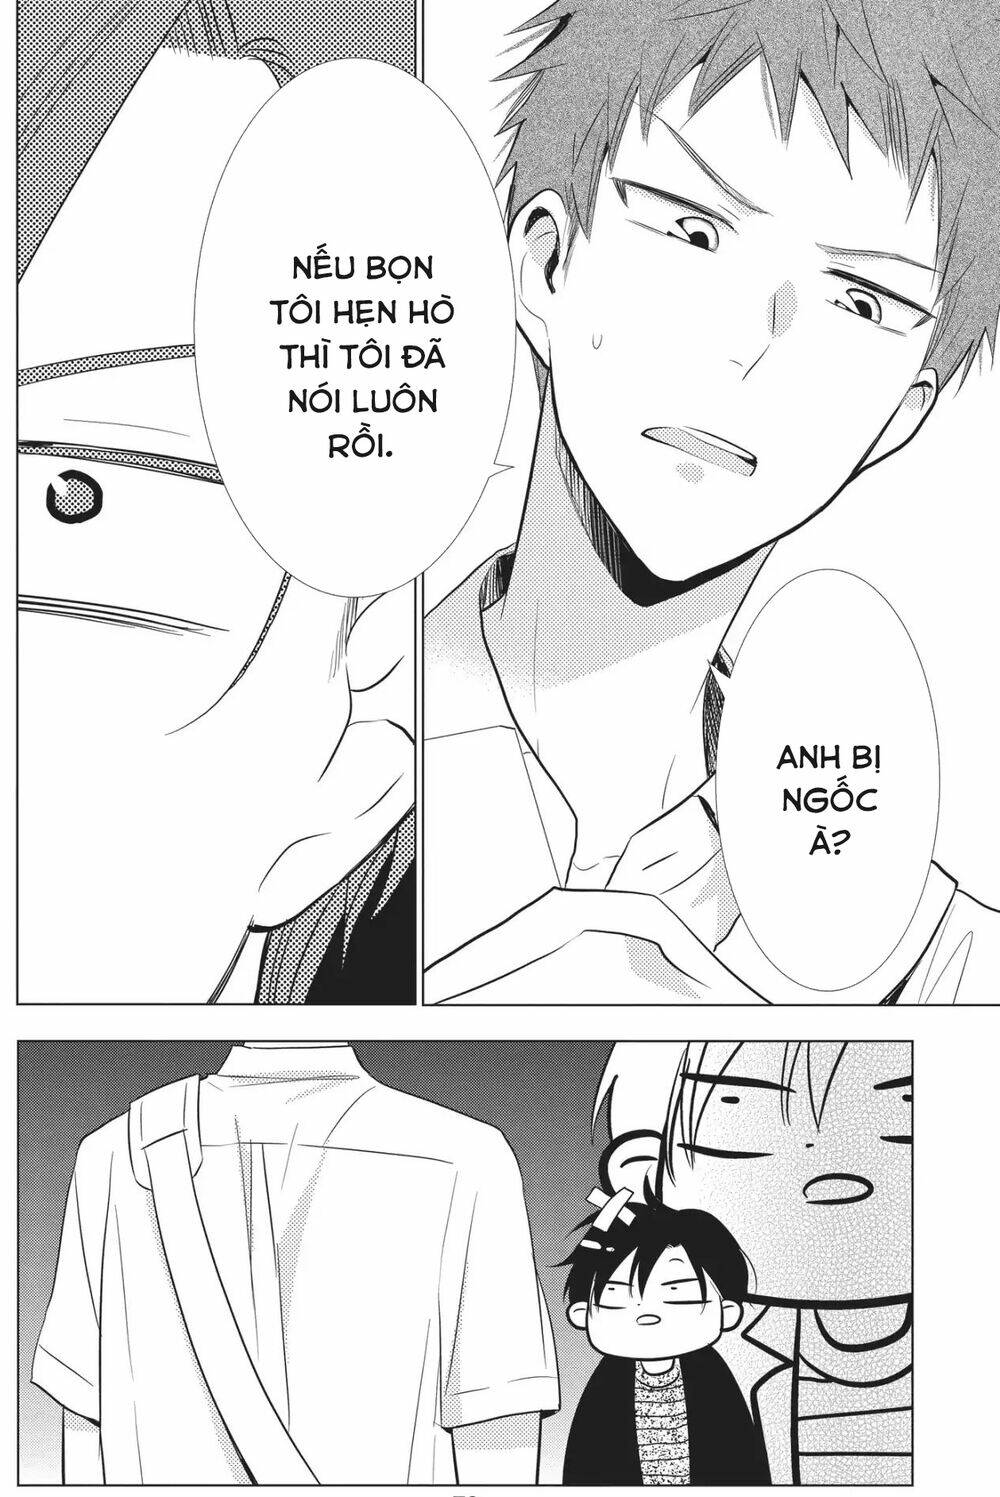 ANH BỊ
NGỐC
À?
NẾU BỌN
TÔI HẸN HÒ
THÌ TÔI ĐÃ
NÓI LUÔN
RỒI.